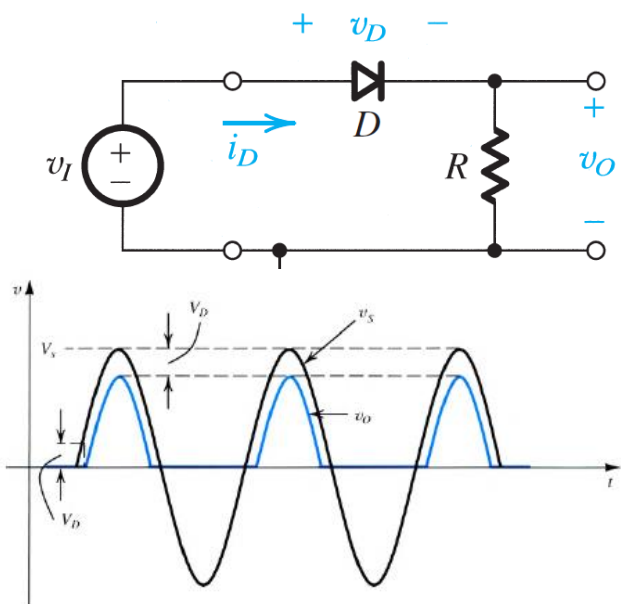 + v_D −
D
i_D
v_I
+
−
R
+
v_O
−
v
V_D
v_S
V_s
v_O
t
V_D